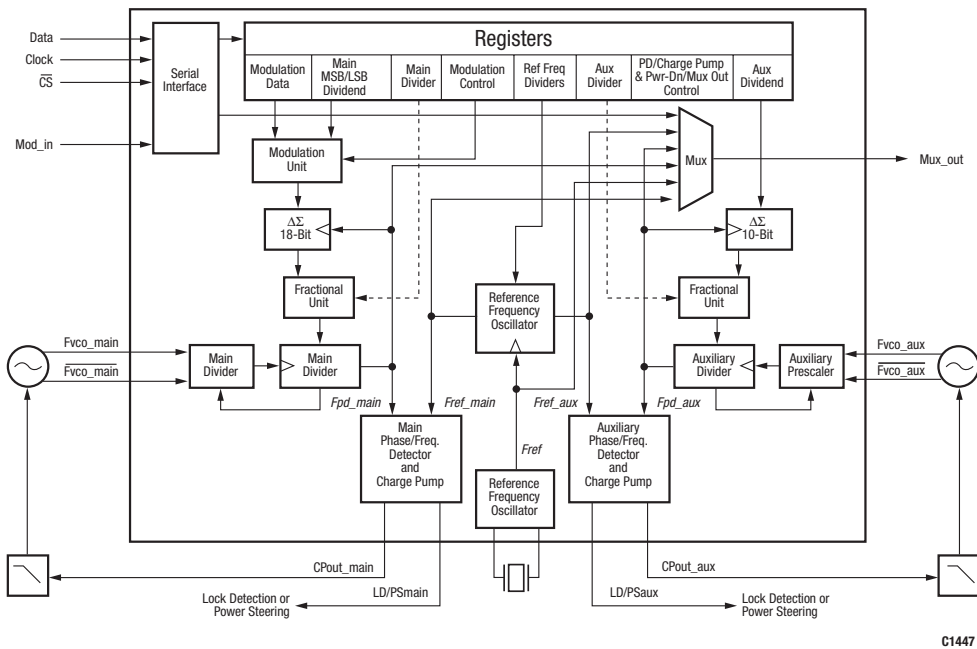 Registers
Data
Clock
CS
Mod_in
Serial
Interface
Modulation
Data
Main
MSB/LSB
Dividend
Main
Divider
Modulation
Control
Ref Freq
Dividers
Aux
Divider
PD/Charge Pump
& Pwr-Dn/Mux Out
Control
Aux
Dividend
Modulation
Unit
Mux
Mux_out
ΔΣ
18-Bit
ΔΣ
10-Bit
Fractional
Unit
Reference
Frequency
Oscillator
Fractional
Unit
Fvco_main
Fvco_main
Main
Divider
Main
Divider
Auxiliary
Divider
Auxiliary
Prescaler
Fvco_aux
Fvco_aux
Fpd_main
Fref_main
Fref_aux
Fpd_aux
Main
Phase/Freq.
Detector
and
Charge Pump
Fref
Auxiliary
Phase/Freq.
Detector
and
Charge Pump
Reference
Frequency
Oscillator
CPout_main
CPout_aux
LD/PSmain
LD/PSaux
Lock Detection or
Power Steering
Lock Detection or
Power Steering
C1447